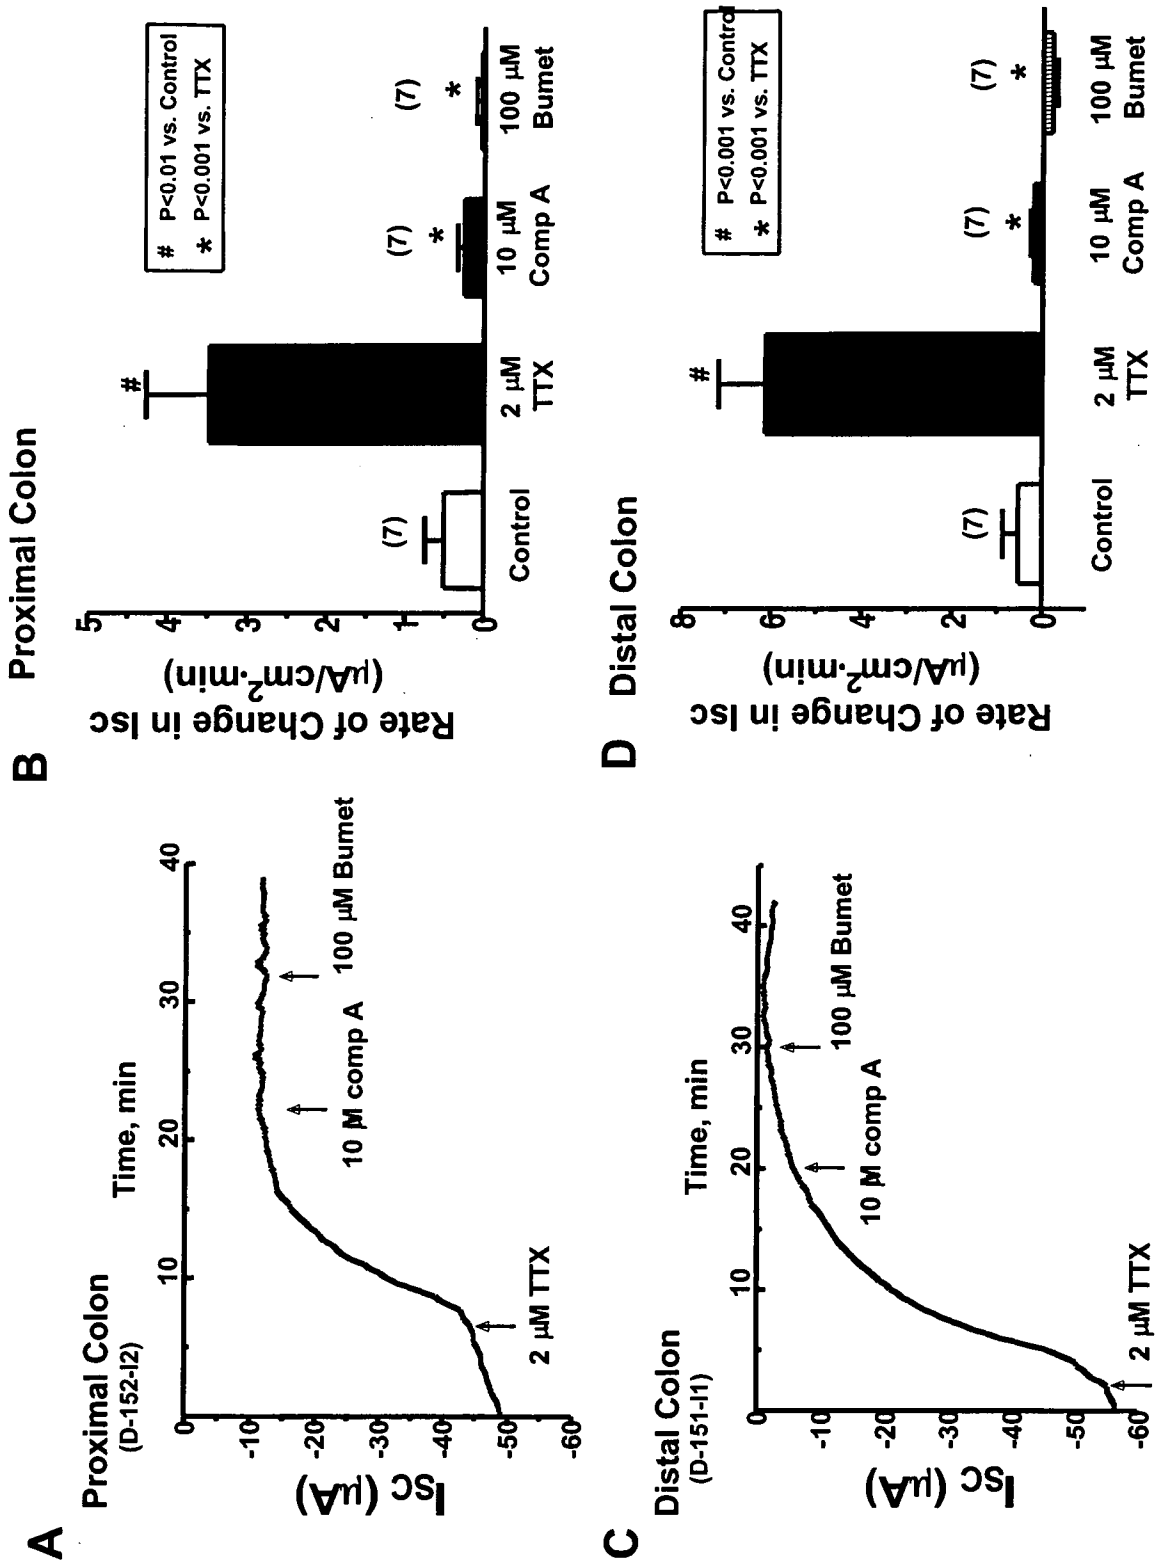 A
Proximal Colon
(D-152-I2)
Time, min
10
20
30
40
0
-10
-20
-30
-40
-50
-60
Isc (µA)
2 µM TTX
10 µM comp A
100 µM Bumet
B
Proximal Colon
Rate of Change in Isc
(µA/cm²·min)
5
4
3
2
1
0
# P<0.01 vs. Control
* P<0.001 vs. TTX
(7)
#
(7)
*
(7)
*
Control
2 µM
TTX
10 µM
Comp A
100 µM
Bumet
C
Distal Colon
(D-151-I1)
Time, min
10
20
30
40
0
-10
-20
-30
-40
-50
-60
Isc (µA)
2 µM TTX
10 µM comp A
100 µM Bumet
D
Distal Colon
Rate of Change in Isc
(µA/cm²·min)
8
6
4
2
0
# P<0.001 vs. Control
* P<0.001 vs. TTX
(7)
#
(7)
*
(7)
*
Control
2 µM
TTX
10 µM
Comp A
100 µM
Bumet